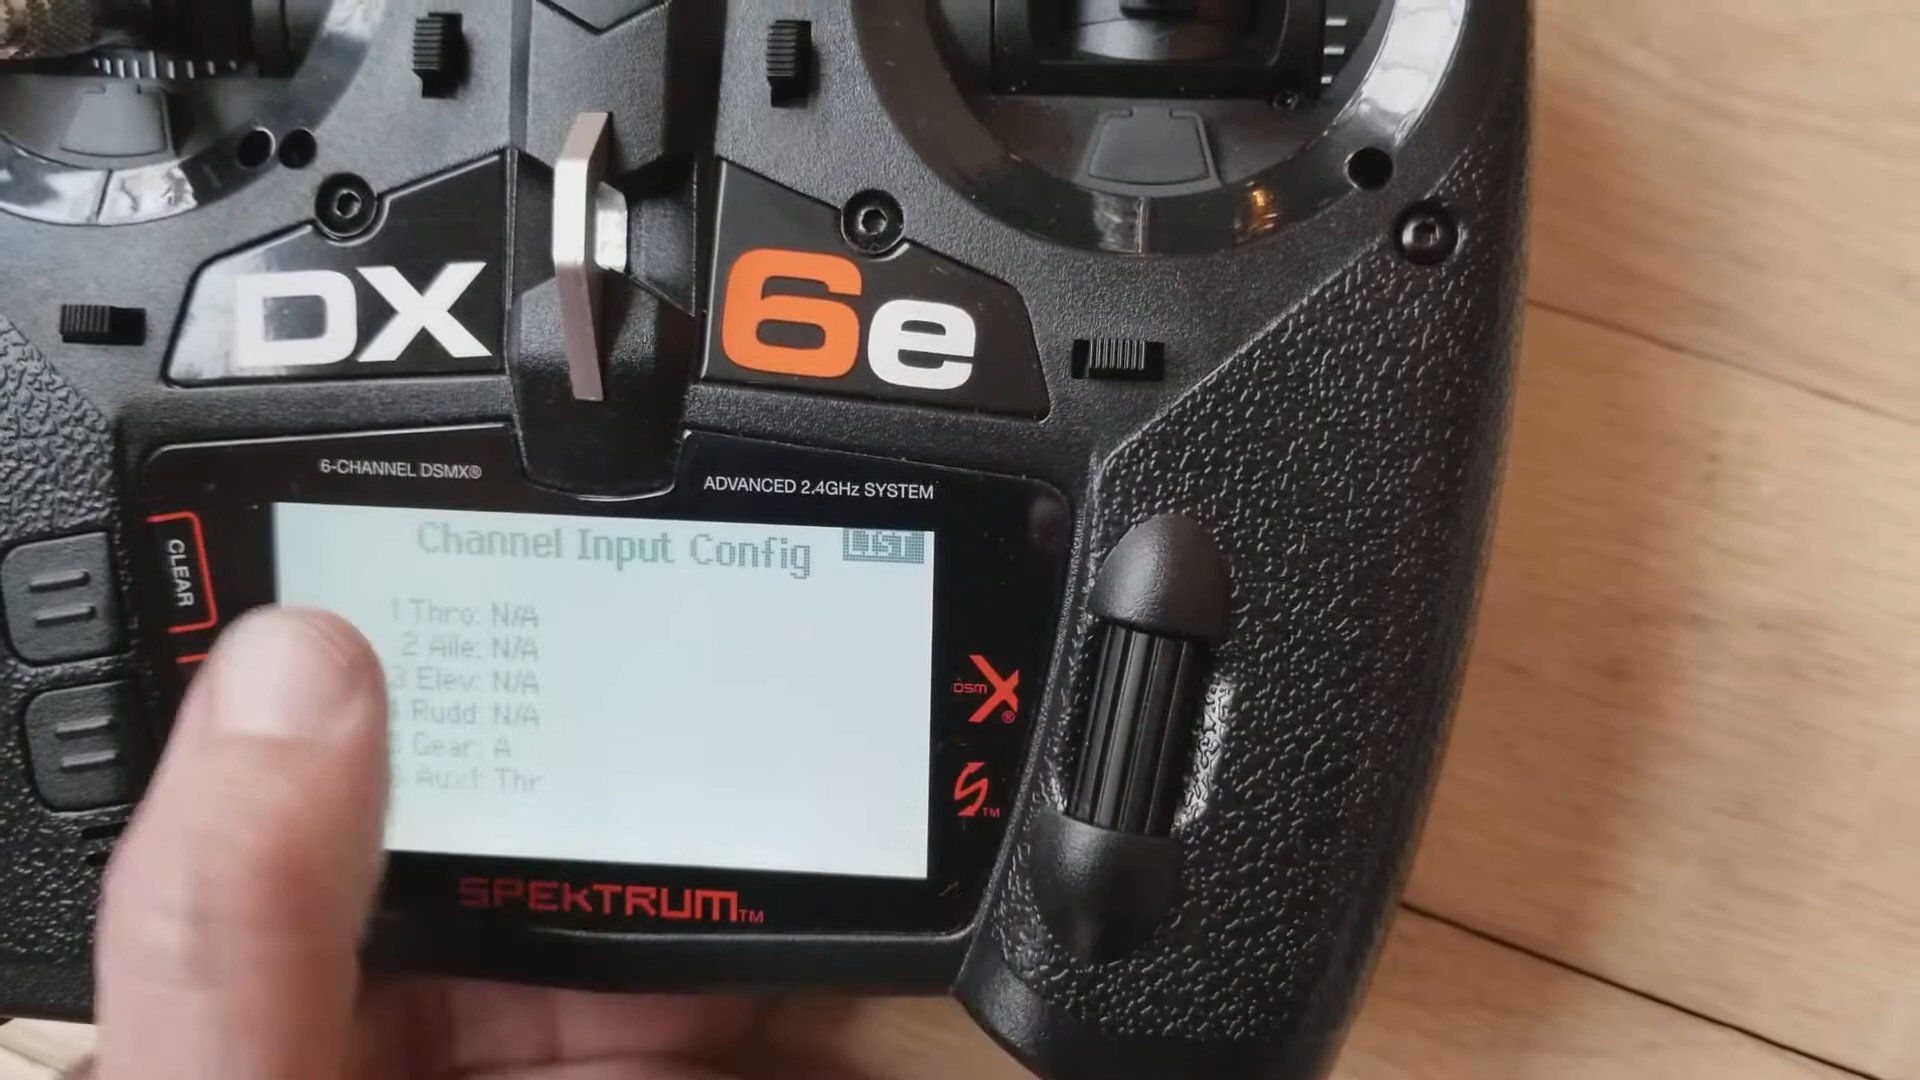 DX 6e
6-CHANNEL DSMX®
ADVANCED 2.4GHz SYSTEM
CLEAR
Channel Input Config
LIST
1 Thro: N/A
2 Aile: N/A
3 Elev: N/A
Rudd: N/A
Gear: A
Aux1 Thr
DSM X®
TM
SPEKTRUM™